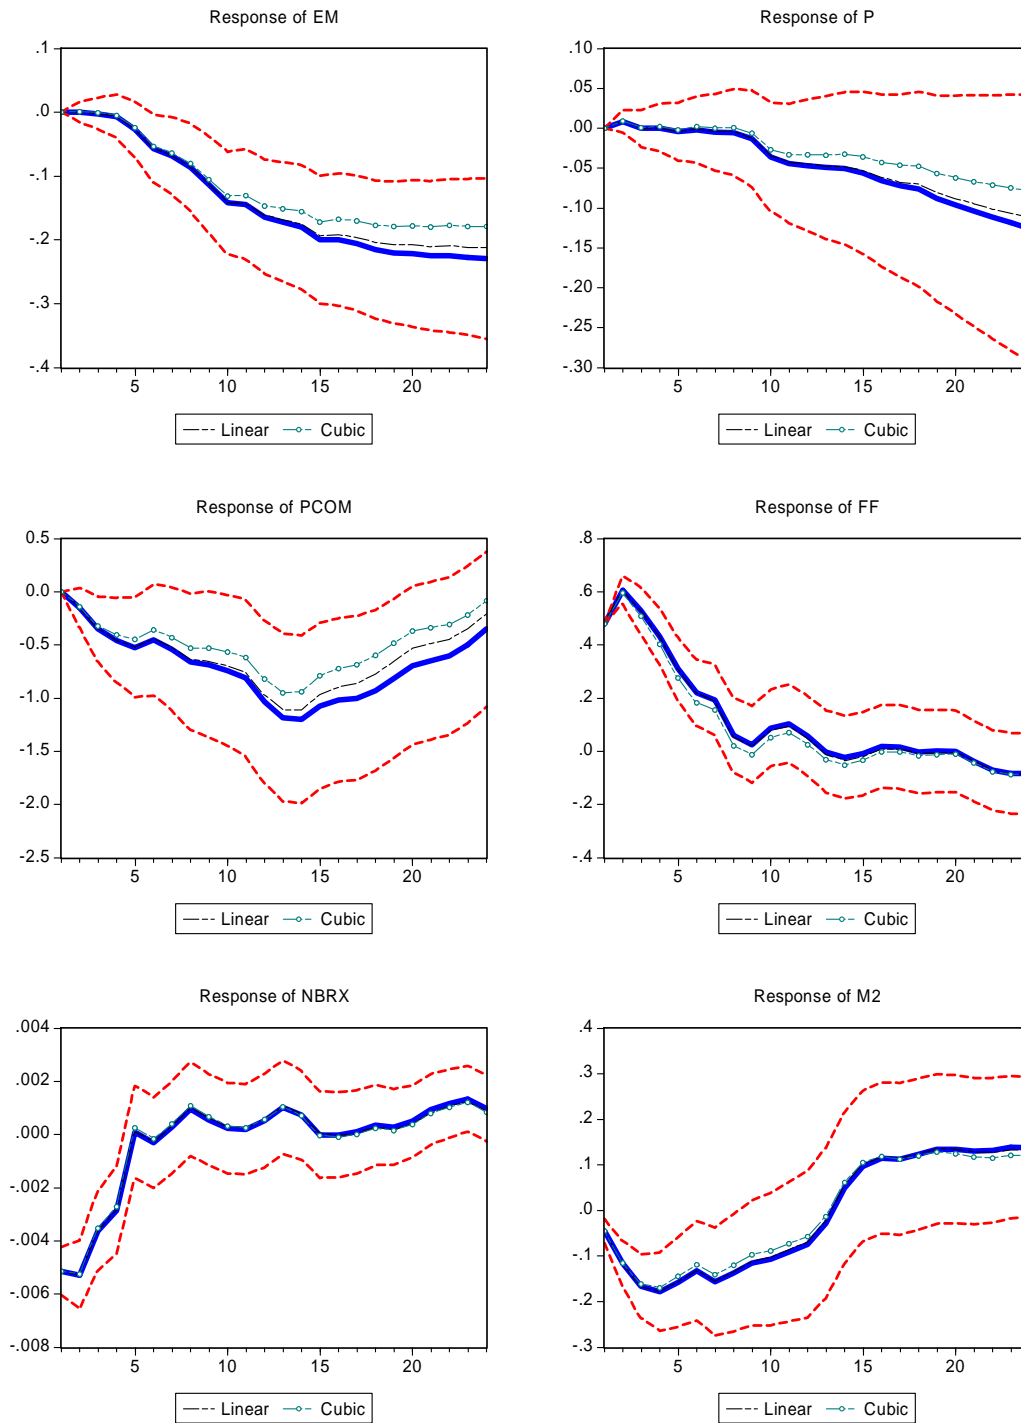 Response of EM
.1
.0
-.1
-.2
-.3
-.4
5 10 15 20
Linear Cubic
Response of P
.10
.05
.00
-.05
-.10
-.15
-.20
-.25
-.30
5 10 15 20
Linear Cubic
Response of PCOM
0.5
0.0
-0.5
-1.0
-1.5
-2.0
-2.5
5 10 15 20
Linear Cubic
Response of FF
.8
.6
.4
.2
.0
-.2
-.4
5 10 15 20
Linear Cubic
Response of NBRX
.004
.002
.000
-.002
-.004
-.006
-.008
5 10 15 20
Linear Cubic
Response of M2
.4
.3
.2
.1
.0
-.1
-.2
-.3
5 10 15 20
Linear Cubic